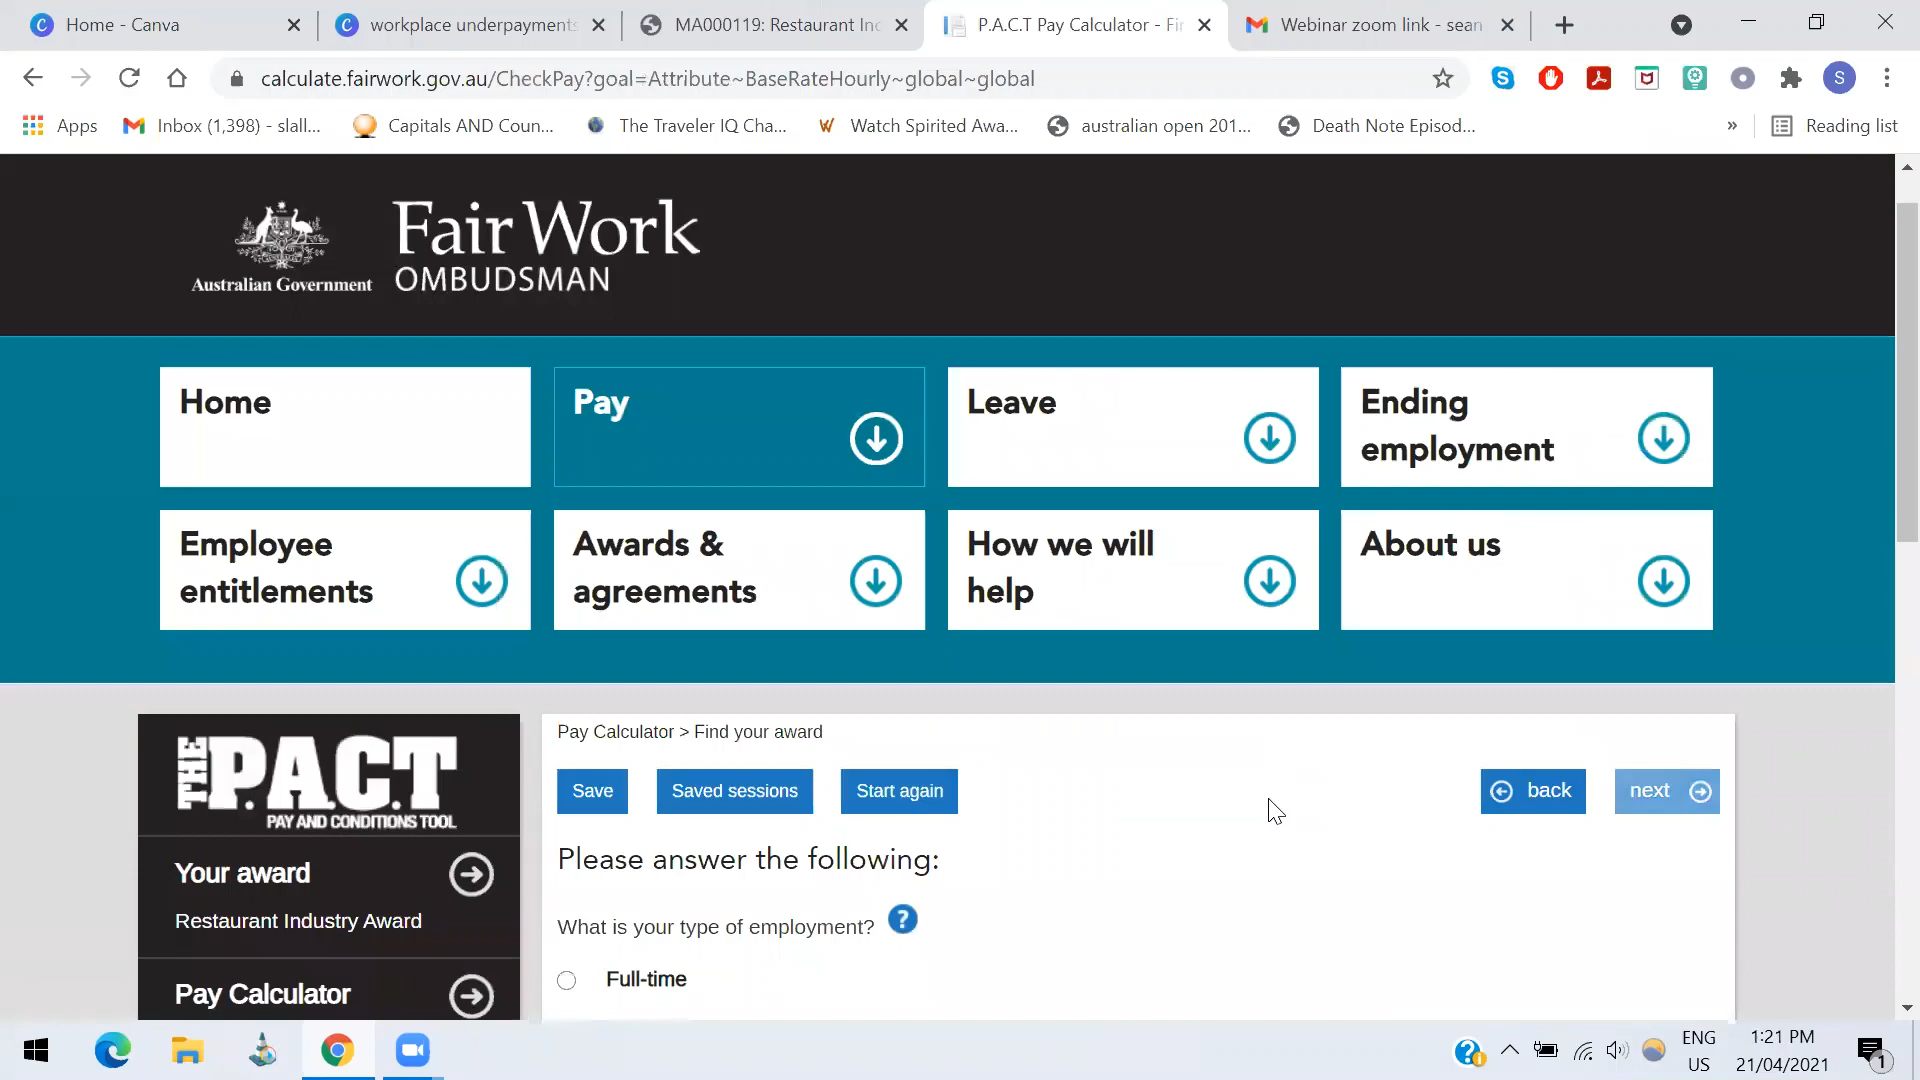 Home - Canva
workplace underpayments
MA000119: Restaurant Inc
P.A.C.T Pay Calculator - Fin
Webinar zoom link - sean
calculate.fairwork.gov.au/CheckPay?goal=Attribute~BaseRateHourly~global~global
S
Apps
Inbox (1,398) - slall...
Capitals AND Coun...
The Traveler IQ Cha...
Watch Spirited Awa...
australian open 201...
Death Note Episod...
»
Reading list
Australian Government
Fair Work
OMBUDSMAN
Home
Pay
Leave
Ending
employment
Employee
entitlements
Awards &
agreements
How we will
help
About us
THE P.A.C.T
PAY AND CONDITIONS TOOL
Your award
Restaurant Industry Award
Pay Calculator
Pay Calculator > Find your award
Save
Saved sessions
Start again
back
next
Please answer the following:
What is your type of employment? ?
Full-time
ENG
US
1:21 PM
21/04/2021
1